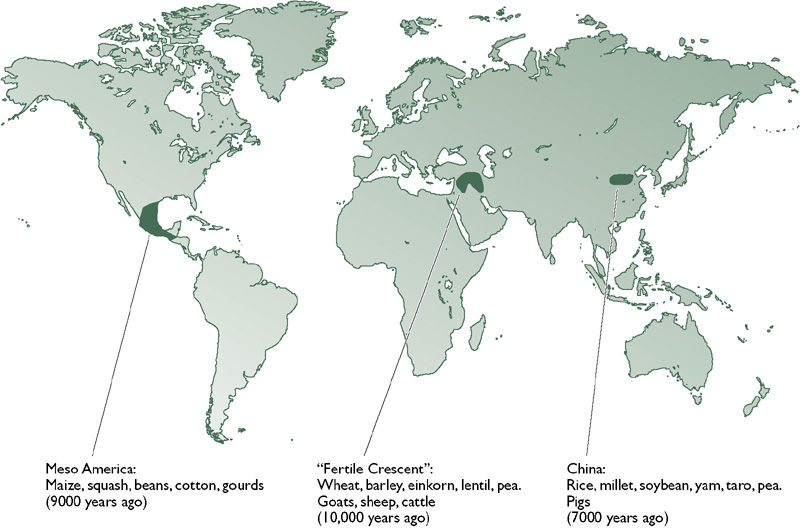 Meso America:
Maize, squash, beans, cotton, gourds
(9000 years ago)
“Fertile Crescent”:
Wheat, barley, einkorn, lentil, pea.
Goats, sheep, cattle
(10,000 years ago)
China:
Rice, millet, soybean, yam, taro, pea.
Pigs
(7000 years ago)